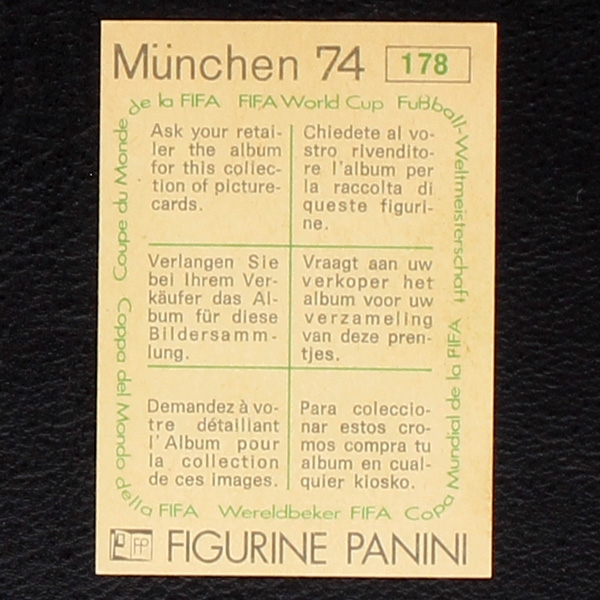 München 74 178
de la FIFA FIFA World Cup Fußball-Weltmeisterschaft
Ask your retai-
ler the album
for this collec-
tion of picture-
cards.
Chiedete al vo-
stro rivendito-
re l'album per
la raccolta di
queste figuri-
ne.
Verlangen Sie
bei Ihrem Ver-
käufer das Al-
bum für diese
Bildersamm-
lung.
Vraagt aan uw
verkoper het
album voor uw
verzameling
van deze pren-
tjes.
Demandez à vo-
tre détaillant
l'Album pour
la collection
de ces images.
Para coleccio-
nar estos cro-
mos compra tu
album en cual-
quier kiosko.
Coupe du Monde
Coppa del Mondo della FIFA Wereldbeker FIFA Copa Mundial de la FIFA
FP FIGURINE PANINI